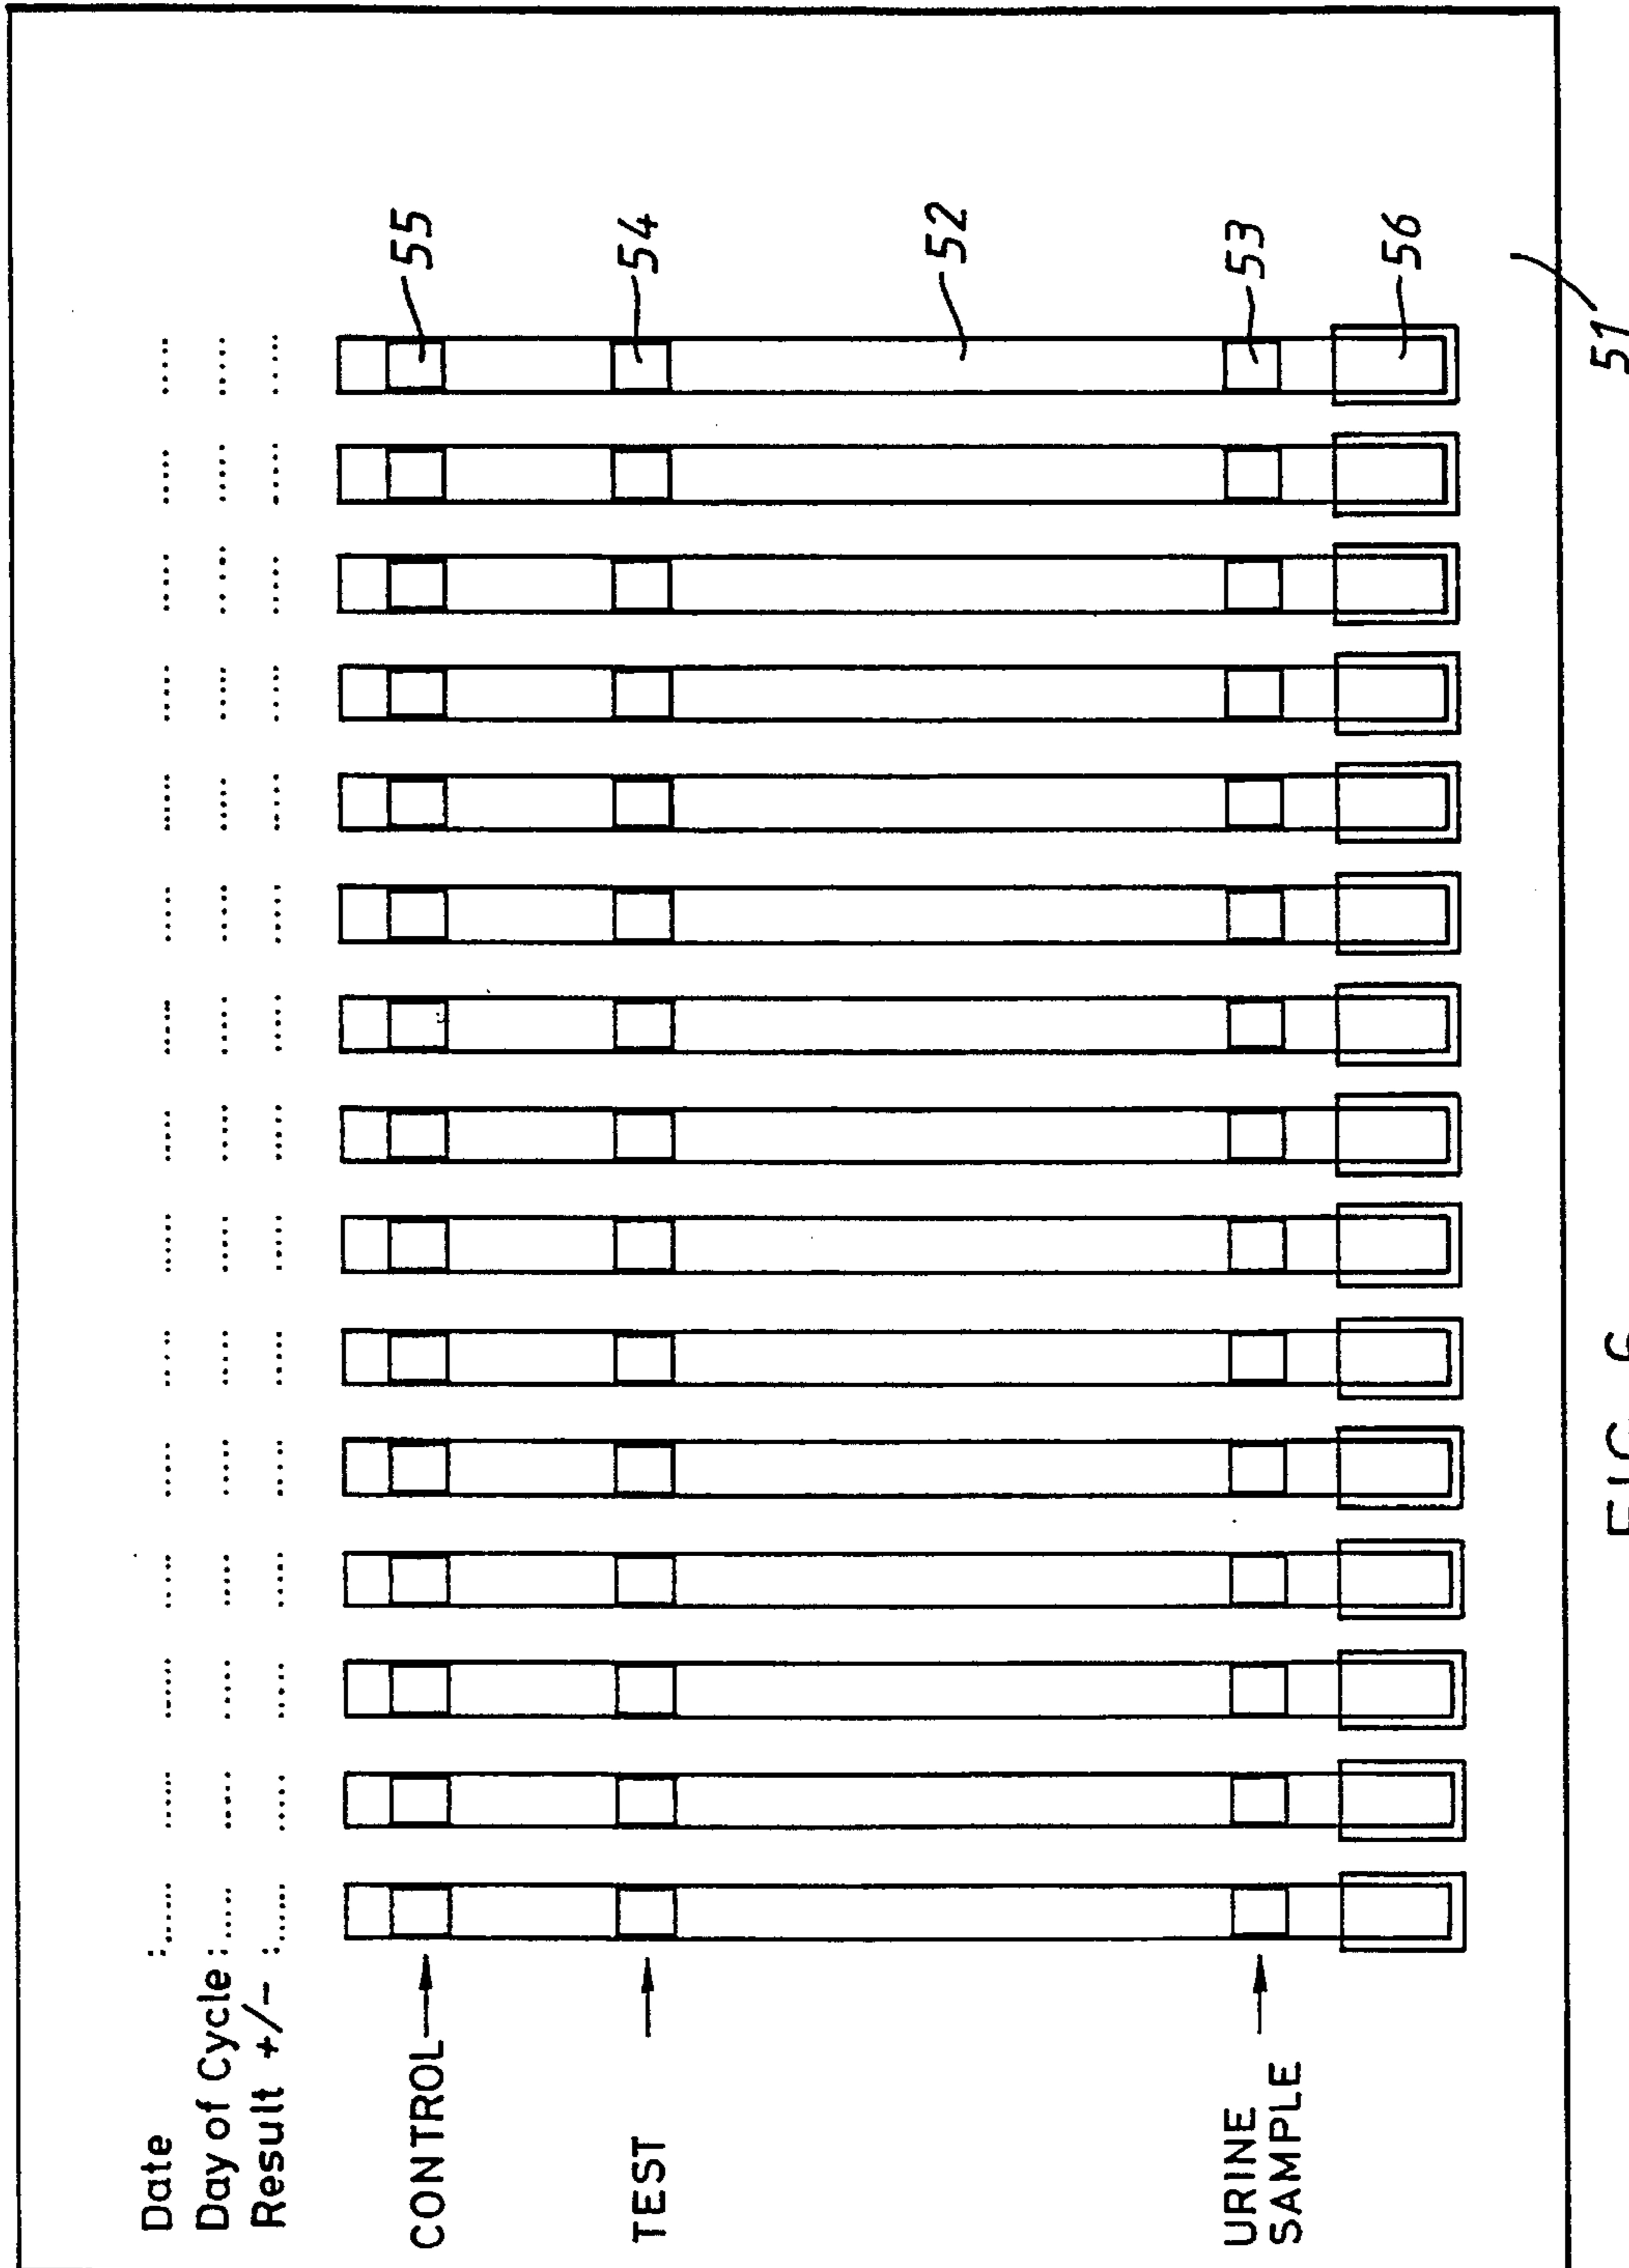 Date :...... ..... ..... ..... ..... ..... ..... ..... ..... ..... ..... ..... ..... ..... .....
Day of Cycle :..... ..... ..... ..... ..... ..... ..... ..... ..... ..... ..... ..... ..... ..... .....
Result +/- :...... ..... ..... ..... ..... ..... ..... ..... ..... ..... ..... ..... ..... ..... .....
CONTROL
55
TEST
54
52
URINE
SAMPLE
53
56
51